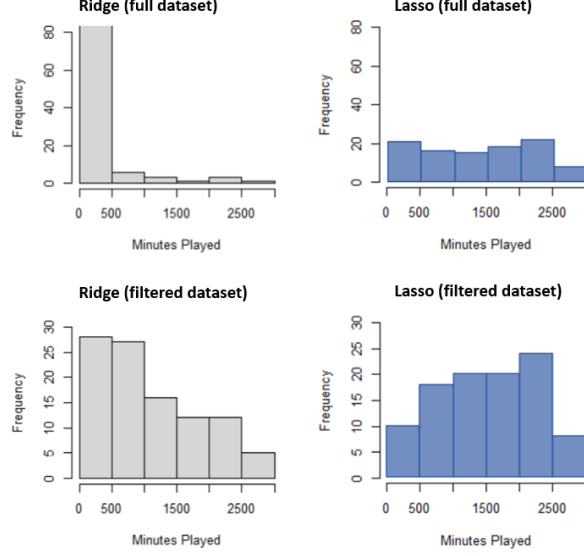 Ridge (full dataset)
Lasso (full dataset)
Frequency
80
60
40
20
0
0 500 1500 2500
Minutes Played
Frequency
80
60
40
20
0
0 500 1500 2500
Minutes Played
Ridge (filtered dataset)
Lasso (filtered dataset)
Frequency
30
25
20
15
10
5
0
0 500 1500 2500
Minutes Played
Frequency
30
25
20
15
10
5
0
0 500 1500 2500
Minutes Played